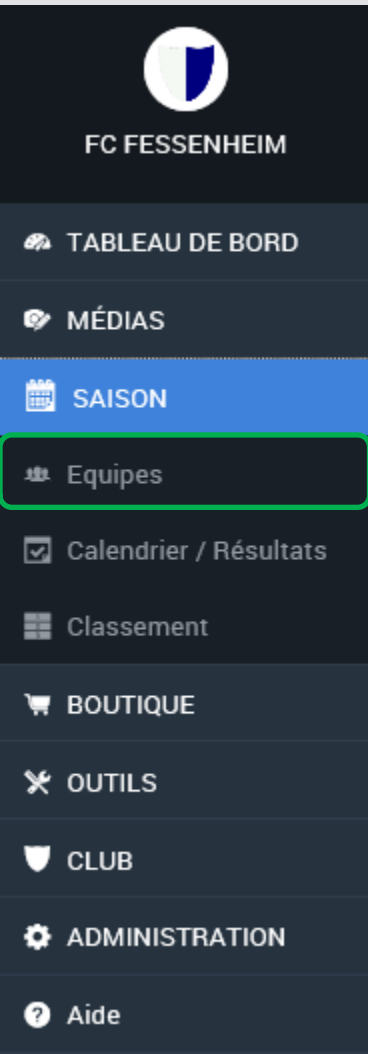 FC FESSENHEIM
TABLEAU DE BORD
MÉDIAS
SAISON
Equipes
Calendrier / Résultats
Classement
BOUTIQUE
OUTILS
CLUB
ADMINISTRATION
Aide